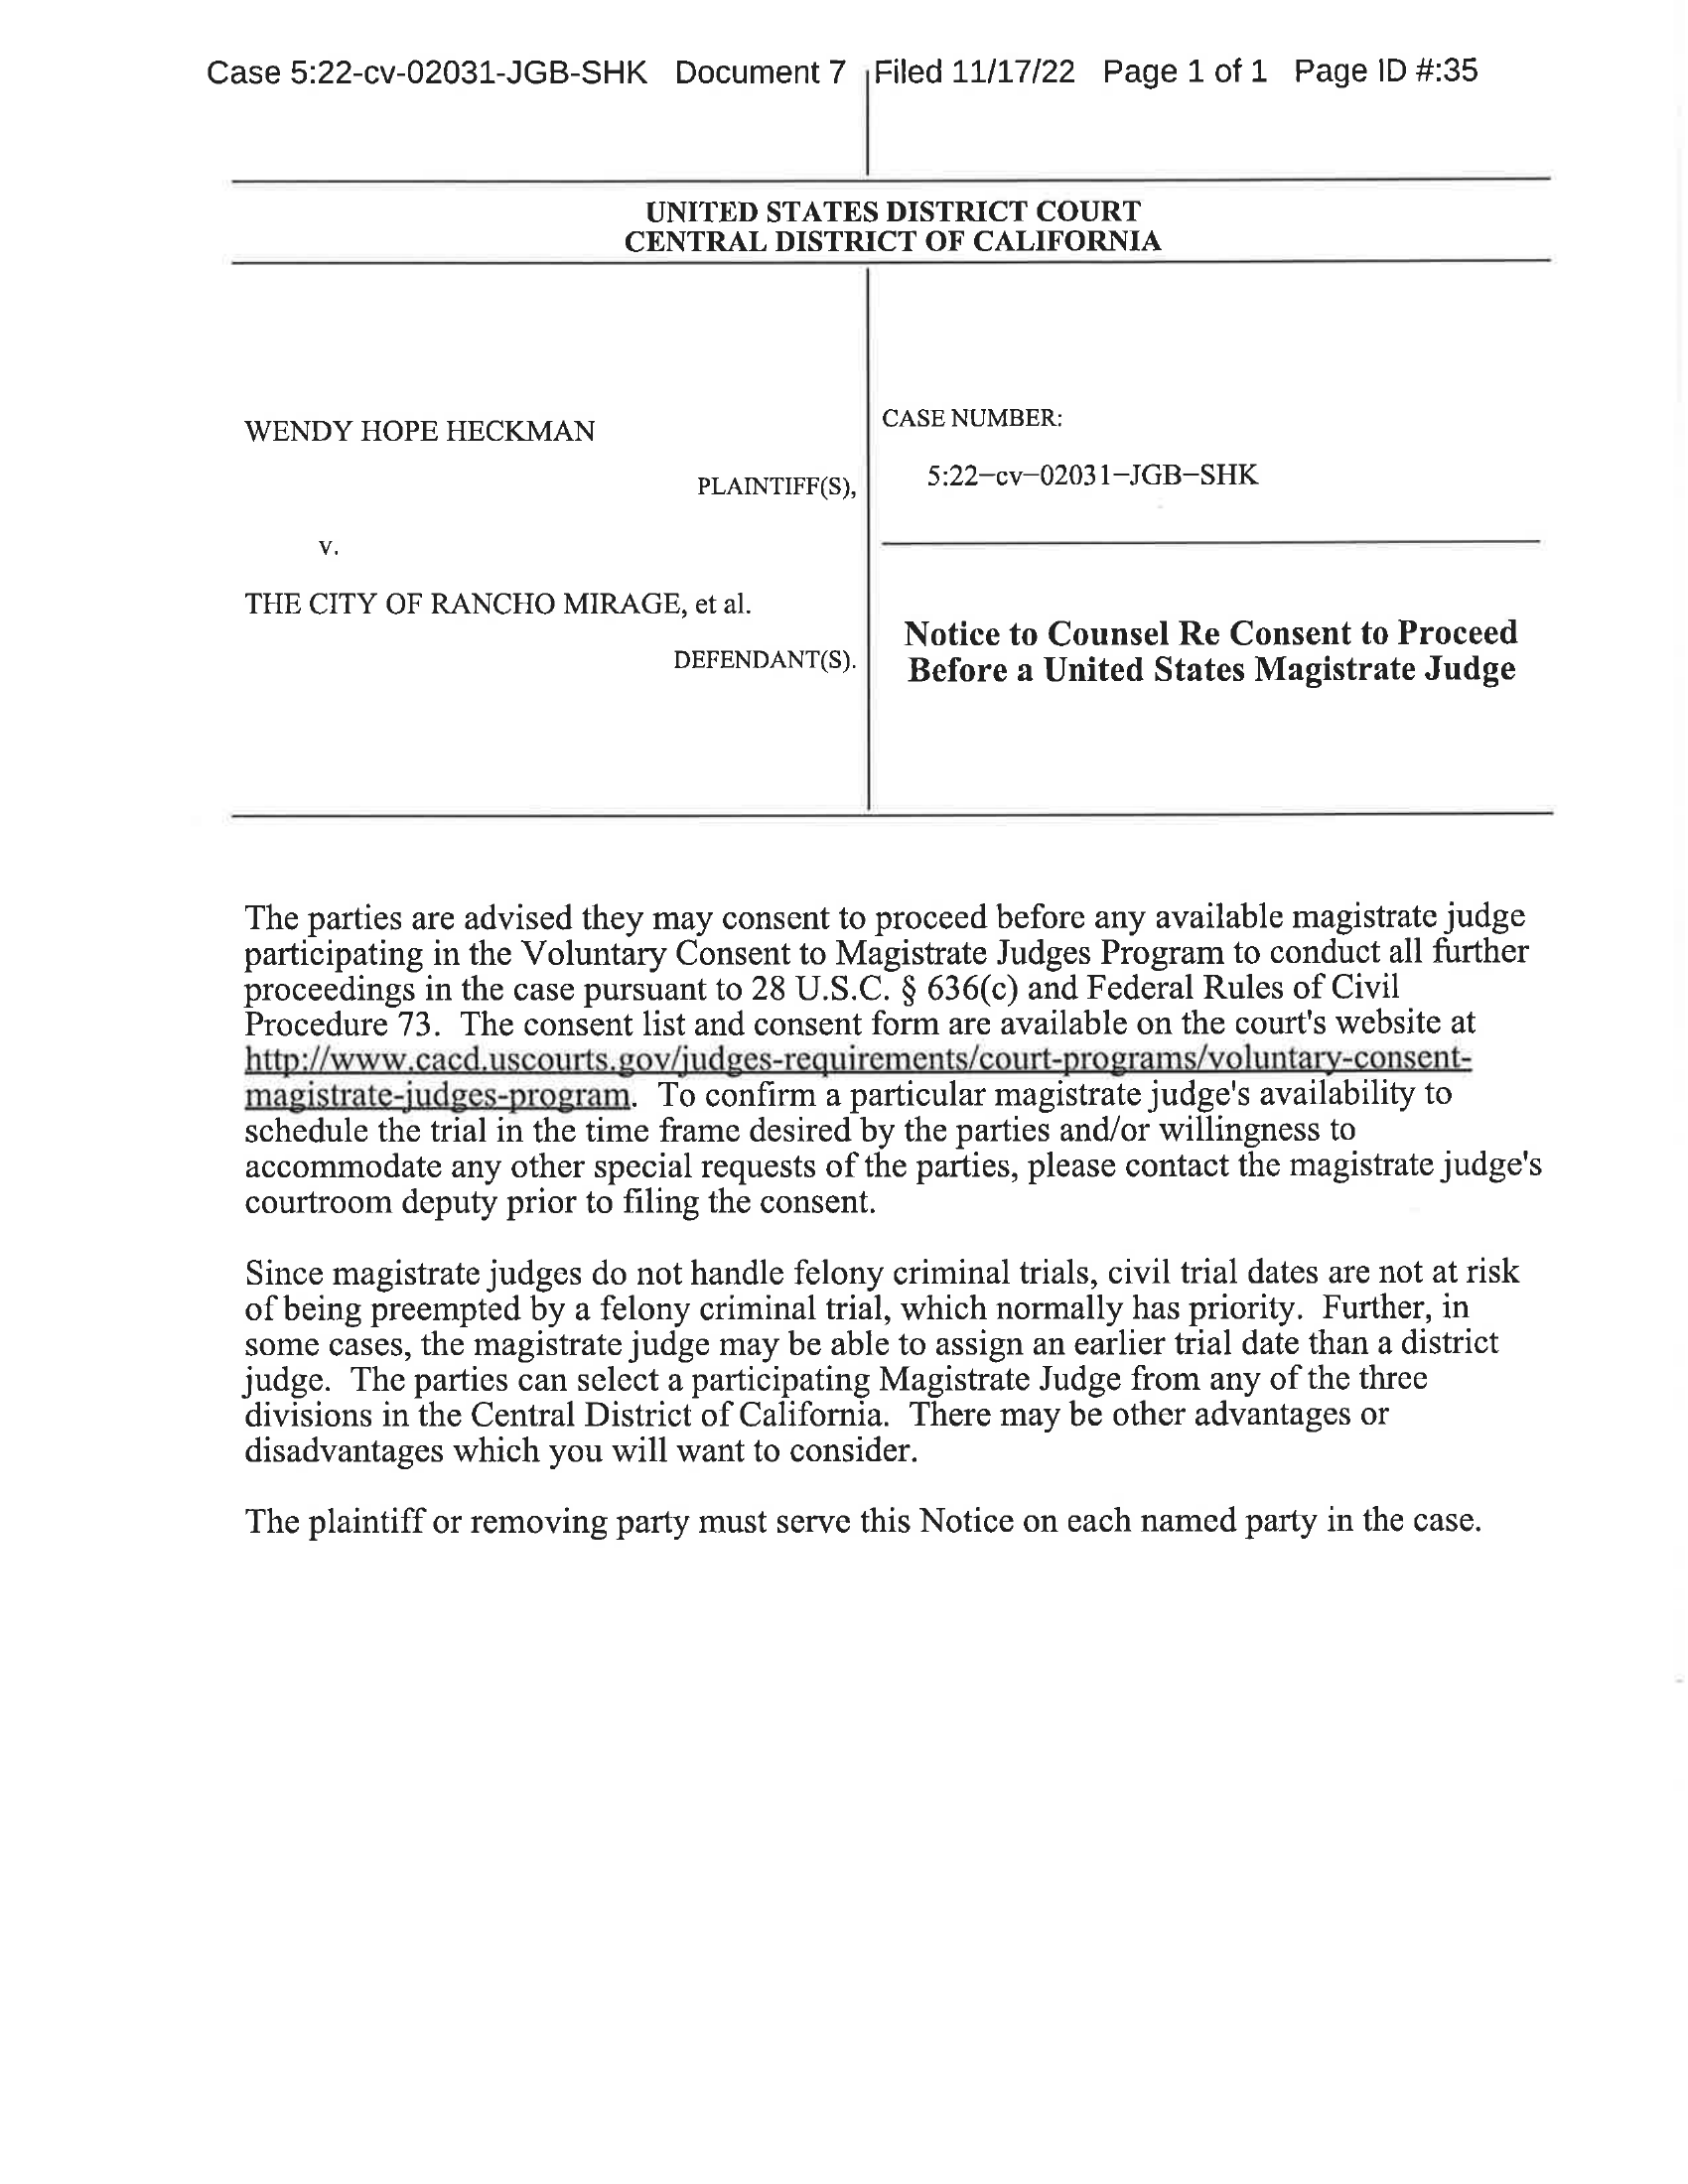 Case 5:22-cv-02031-JGB-SHK Document 7 Filed 11/17/22 Page 1 of 1 Page ID #:35
UNITED STATES DISTRICT COURT
CENTRAL DISTRICT OF CALIFORNIA
WENDY HOPE HECKMAN
PLAINTIFF(S),
v.
THE CITY OF RANCHO MIRAGE, et al.
DEFENDANT(S).
CASE NUMBER:
5:22–cv–02031–JGB–SHK
Notice to Counsel Re Consent to Proceed
Before a United States Magistrate Judge
The parties are advised they may consent to proceed before any available magistrate judge
participating in the Voluntary Consent to Magistrate Judges Program to conduct all further
proceedings in the case pursuant to 28 U.S.C. § 636(c) and Federal Rules of Civil
Procedure 73. The consent list and consent form are available on the court's website at
http://www.cacd.uscourts.gov/judges-requirements/court-programs/voluntary-consent-
magistrate-judges-program. To confirm a particular magistrate judge's availability to
schedule the trial in the time frame desired by the parties and/or willingness to
accommodate any other special requests of the parties, please contact the magistrate judge's
courtroom deputy prior to filing the consent.
Since magistrate judges do not handle felony criminal trials, civil trial dates are not at risk
of being preempted by a felony criminal trial, which normally has priority. Further, in
some cases, the magistrate judge may be able to assign an earlier trial date than a district
judge. The parties can select a participating Magistrate Judge from any of the three
divisions in the Central District of California. There may be other advantages or
disadvantages which you will want to consider.
The plaintiff or removing party must serve this Notice on each named party in the case.